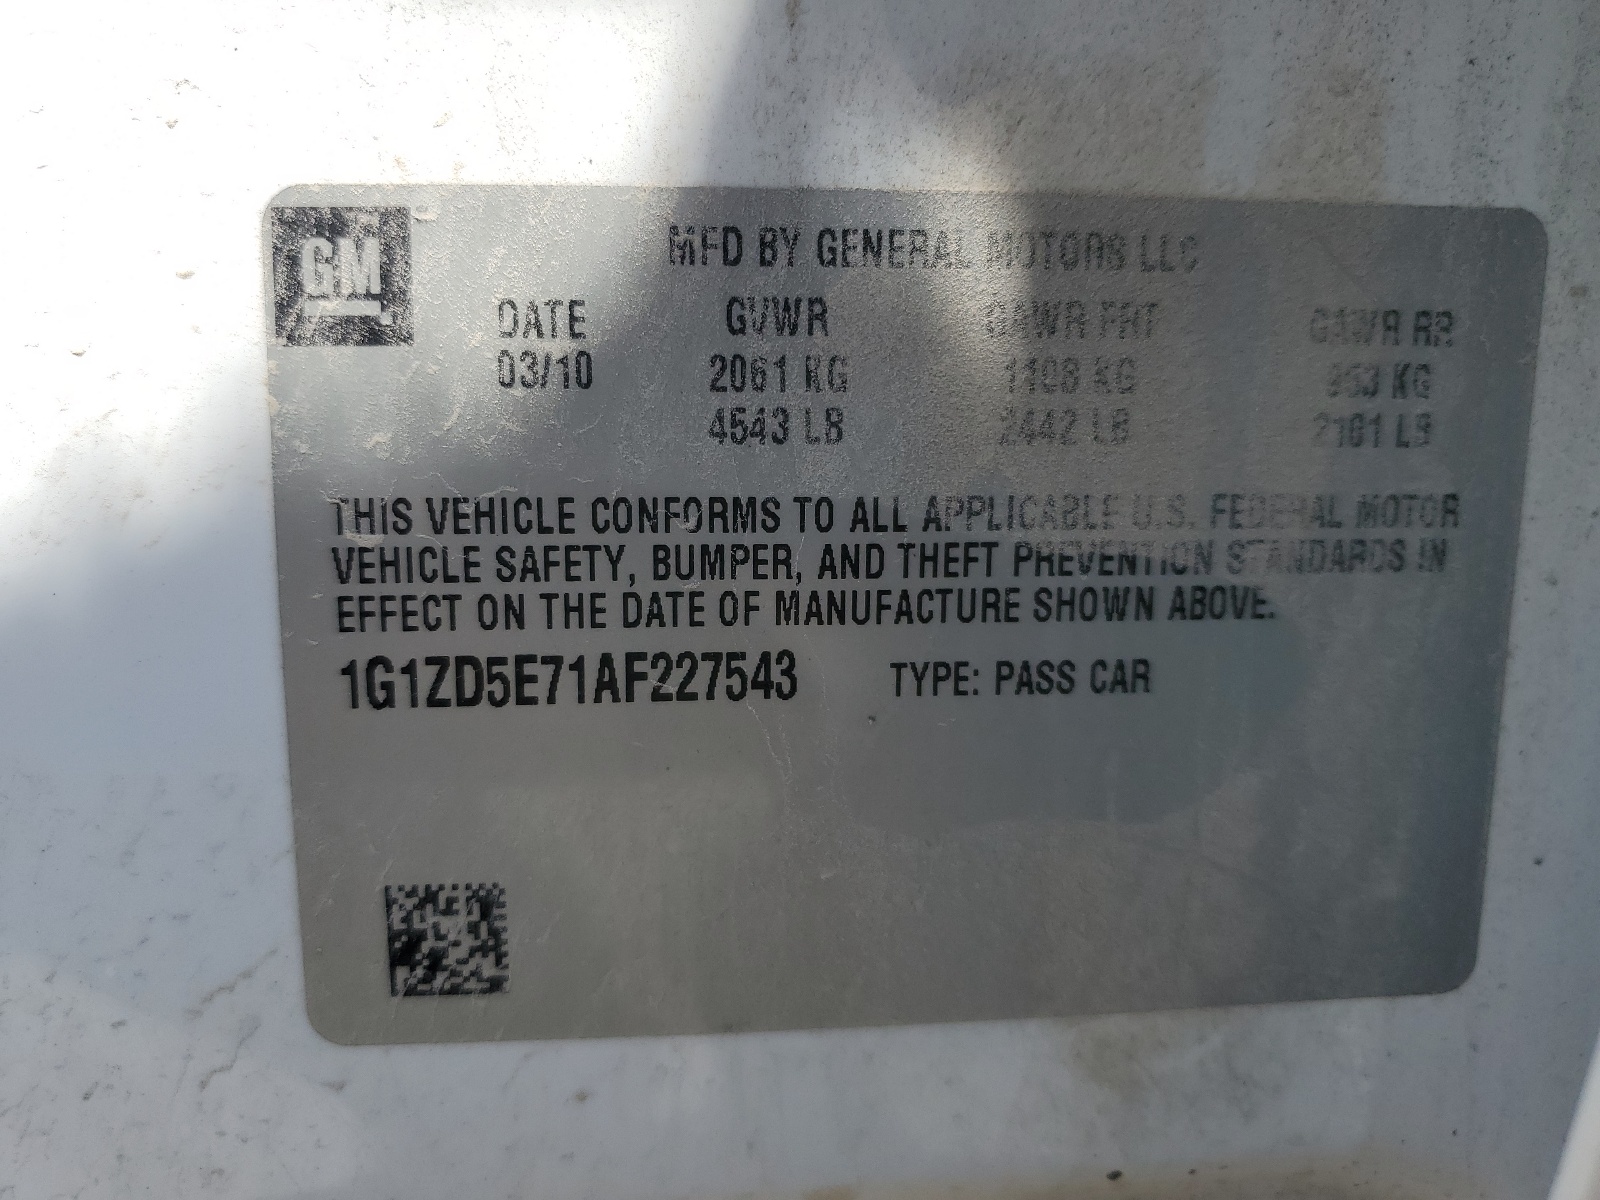 GM
MFD BY GENERAL MOTORS LLC
DATE GVWR GAWR FRT GAWR RR
03/10 2061 KG 1108 KG 953 KG
4543 LB 2442 LB 2101 LB
THIS VEHICLE CONFORMS TO ALL APPLICABLE U.S. FEDERAL MOTOR
VEHICLE SAFETY, BUMPER, AND THEFT PREVENTION STANDARDS IN
EFFECT ON THE DATE OF MANUFACTURE SHOWN ABOVE.
1G1ZD5E71AF227543 TYPE: PASS CAR